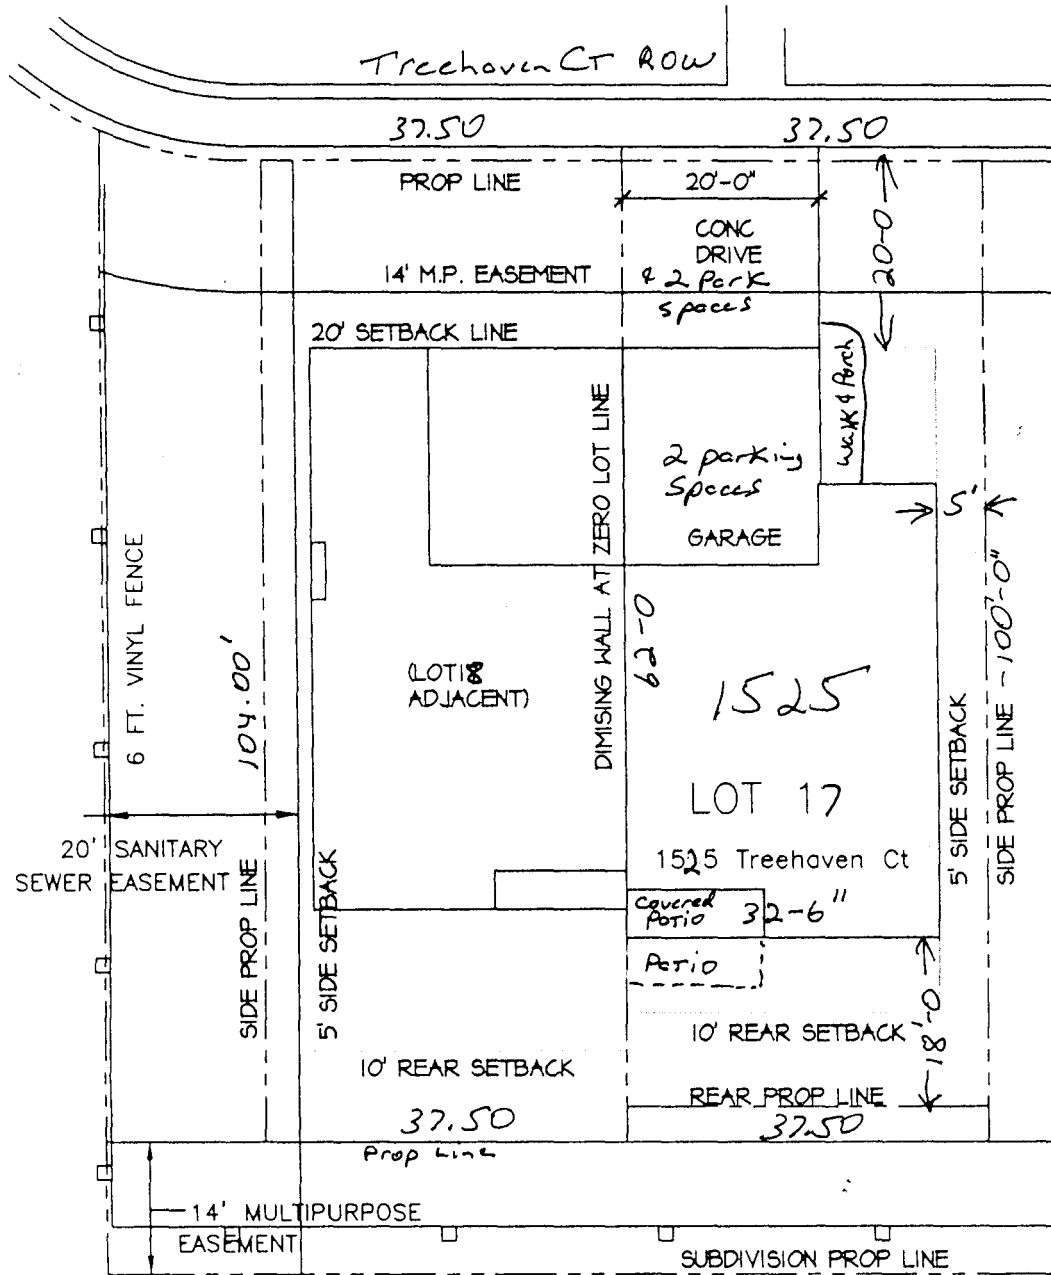 Treehaven CT ROW
37.50
37.50
PROP LINE
20'-0"
CONC
DRIVE
& 2 Park
spaces
20-0
14' M.P. EASEMENT
20' SETBACK LINE
Walk & Porch
2 parking
Spaces
GARAGE
DIMISING WALL AT ZERO LOT LINE
5'
6 FT. VINYL FENCE
104.00'
(LOT18
ADJACENT)
62-0
1525
LOT 17
1525 Treehaven Ct
5' SIDE SETBACK
SIDE PROP LINE - 100'-0"
20' SANITARY
SEWER EASEMENT
SIDE PROP LINE
5' SIDE SETBACK
Covered
Patio
32-6"
Patio
18'-0
10' REAR SETBACK
10' REAR SETBACK
REAR PROP LINE
37.50
37.50
Prop Line
14' MULTIPURPOSE
EASEMENT
SUBDIVISION PROP LINE